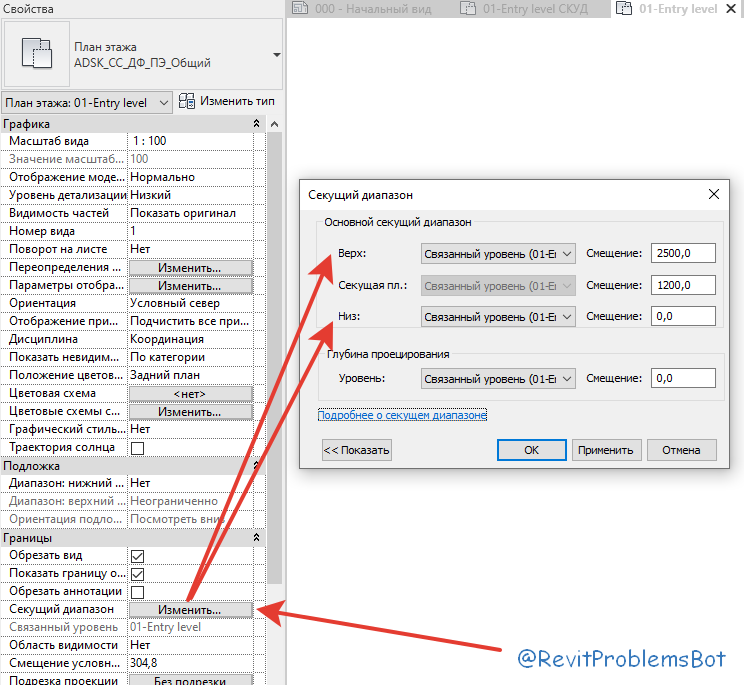 Свойства
План этажа
ADSK_СС_ДФ_ПЭ_Общий
План этажа: 01-Entry level
Изменить тип
Графика
Масштаб вида 1 : 100
Значение масштаб... 100
Отображение моде... Нормально
Уровень детализации Низкий
Видимость частей Показать оригинал
Номер вида 1
Поворот на листе Нет
Переопределения ... Изменить...
Параметры отобра... Изменить...
Ориентация Условный север
Отображение при... Подчистить все при...
Дисциплина Координация
Показать невидим... По категории
Положение цветов... Задний план
Цветовая схема <нет>
Цветовые схемы с... Изменить...
Графический стиль... Нет
Траектория солнца
Подложка
Диапазон: нижний ... Нет
Диапазон: верхний ... Неограниченно
Ориентация подло... Посмотреть вниз
Границы
Обрезать вид
Показать границу о...
Обрезать аннотации
Секущий диапазон Изменить...
Связанный уровень 01-Entry level
Область видимости Нет
Смещение условн... 304,8
Подрезка проекции Без подрезки
000 - Начальный вид
01-Entry level СКУД
01-Entry level
Секущий диапазон
Основной секущий диапазон
Верх: Связанный уровень (01-Er Смещение: 2500,0
Секущая пл.: Связанный уровень (01-Er Смещение: 1200,0
Низ: Связанный уровень (01-Er Смещение: 0,0
Глубина проецирования
Уровень: Связанный уровень (01-Er Смещение: 0,0
Подробнее о секущем диапазоне
<< Показать
OK
Применить
Отмена
@RevitProblemsBot